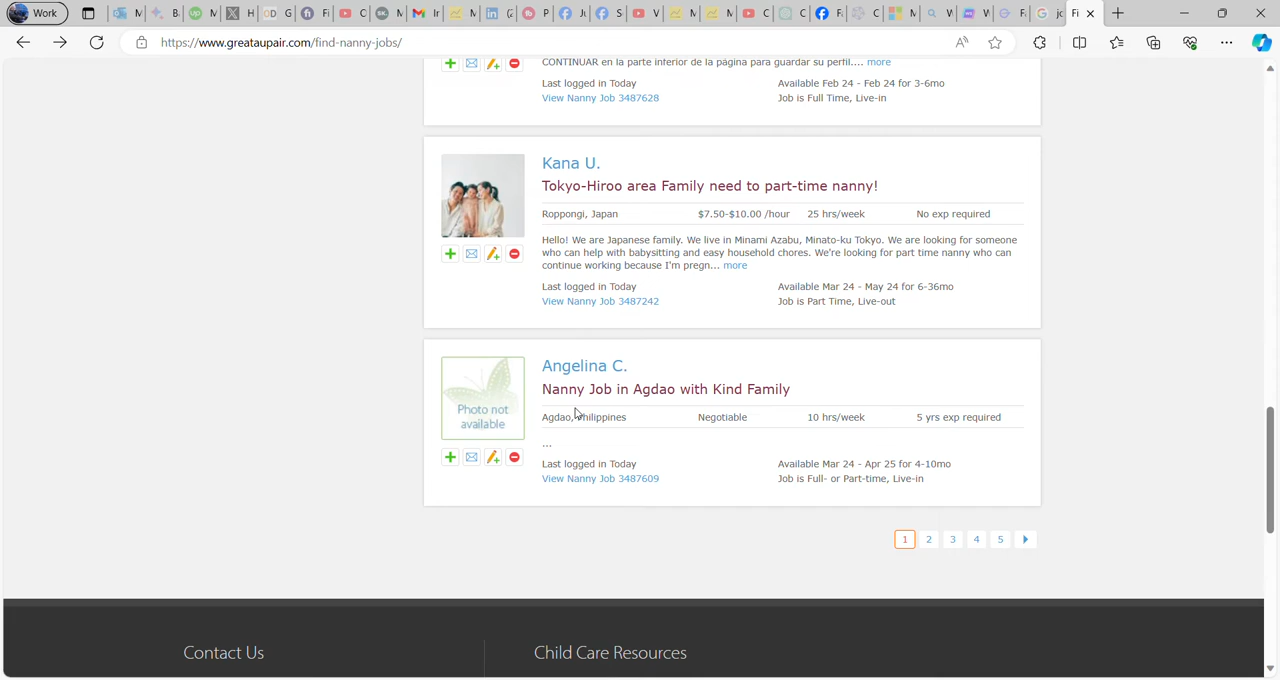 Work
https://www.greataupair.com/find-nanny-jobs/
CONTINUAR en la parte inferior de la página para guardar su perfil.... more
Last logged in Today
Available Feb 24 - Feb 24 for 3-6mo
View Nanny Job 3487628
Job is Full Time, Live-in
Kana U.
Tokyo-Hiroo area Family need to part-time nanny!
Roppongi, Japan
$7.50-$10.00 /hour
25 hrs/week
No exp required
Hello! We are Japanese family. We live in Minami Azabu, Minato-ku Tokyo. We are looking for someone
who can help with babysitting and easy household chores. We're looking for part time nanny who can
continue working because I'm pregn... more
Last logged in Today
Available Mar 24 - May 24 for 6-36mo
View Nanny Job 3487242
Job is Part Time, Live-out
Angelina C.
Nanny Job in Agdao with Kind Family
Photo not
available
Agdao, Philippines
Negotiable
10 hrs/week
5 yrs exp required
...
Last logged in Today
Available Mar 24 - Apr 25 for 4-10mo
View Nanny Job 3487609
Job is Full- or Part-time, Live-in
1 2 3 4 5
Contact Us
Child Care Resources